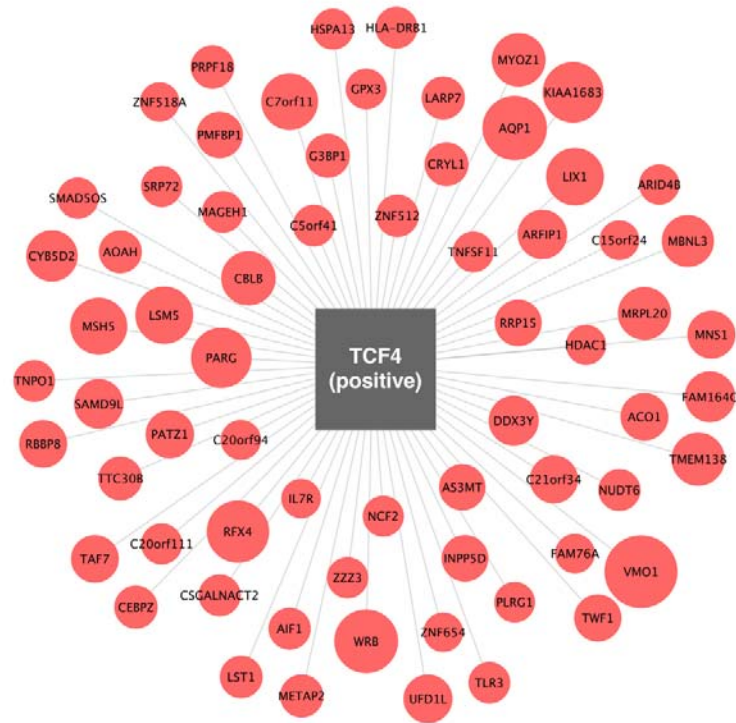 HSPA13
HLA-DRB1
PRPF18
MYOZ1
C7orf11
GPX3
LARP7
KIAA1683
ZNF518A
PMFBP1
AQP1
G3BP1
CRYL1
SRP72
LIX1
ARID4B
SMAD5OS
MAGEH1
C5orf41
ZNF512
ARFIP1
C15orf24
MBNL3
CYB5D2
AOAH
TNFSF11
CBLB
LSM5
MSH5
RRP15
MRPL20
MNS1
HDAC1
PARG
TCF4
(positive)
TNPO1
SAMD9L
FAM164C
ACO1
DDX3Y
RBBP8
PATZ1
C20orf94
TMEM138
TTC30B
C21orf34
NUDT6
AS3MT
IL7R
NCF2
RFX4
C20orf111
TAF7
INPP5D
FAM76A
VMO1
ZZZ3
CSGALNACT2
PLRG1
CEBPZ
TWF1
AIF1
WRB
ZNF654
LST1
TLR3
METAP2
UFD1L